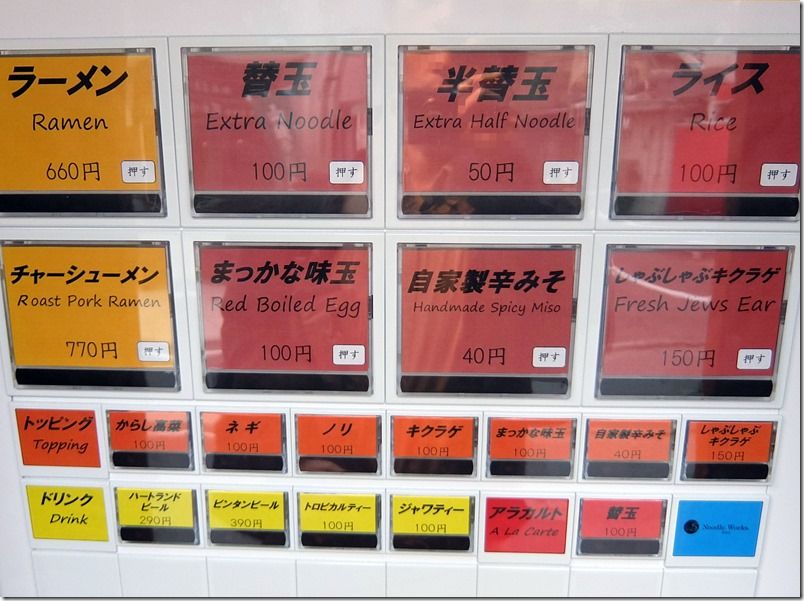 ラーメン
Ramen
660円 押す
替玉
Extra Noodle
100円 押す
半替玉
Extra Half Noodle
50円 押す
ライス
Rice
100円 押す
チャーシューメン
Roast Pork Ramen
770円 押す
まっかな味玉
Red Boiled Egg
100円 押す
自家製辛みそ
Handmade Spicy Miso
40円 押す
しゃぶしゃぶキクラゲ
Fresh Jews Ear
150円 押す
トッピング
Topping
からし高菜
100円
ネギ
100円
ノリ
100円
キクラゲ
100円
まっかな味玉
100円
自家製辛みそ
40円
しゃぶしゃぶ
キクラゲ
150円
ドリンク
Drink
ハートランド
ビール
290円
ビンタンビール
390円
トロピカルティー
100円
ジャワティー
100円
アラカルト
A La Carte
替玉
100円
Noodle Works